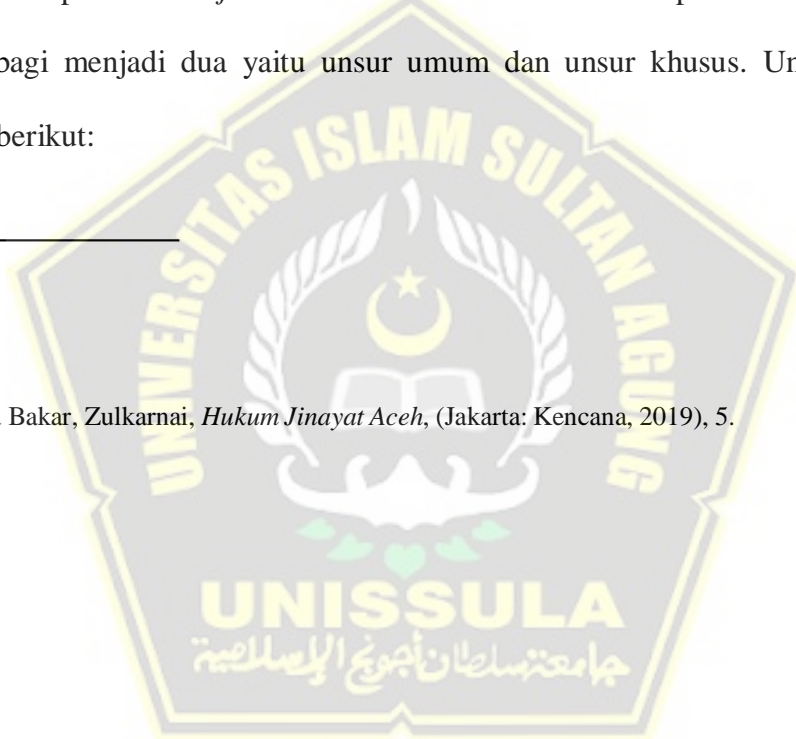 bagi menjadi dua yaitu unsur umum dan unsur khusus. Un
berikut:
UNIVERSITAS ISLAM SULTAN AGUNG
Bakar, Zulkarnai, Hukum Jinayat Aceh, (Jakarta: Kencana, 2019), 5.
UNISSULA
جامعة سلطان أجونج الإسلامية